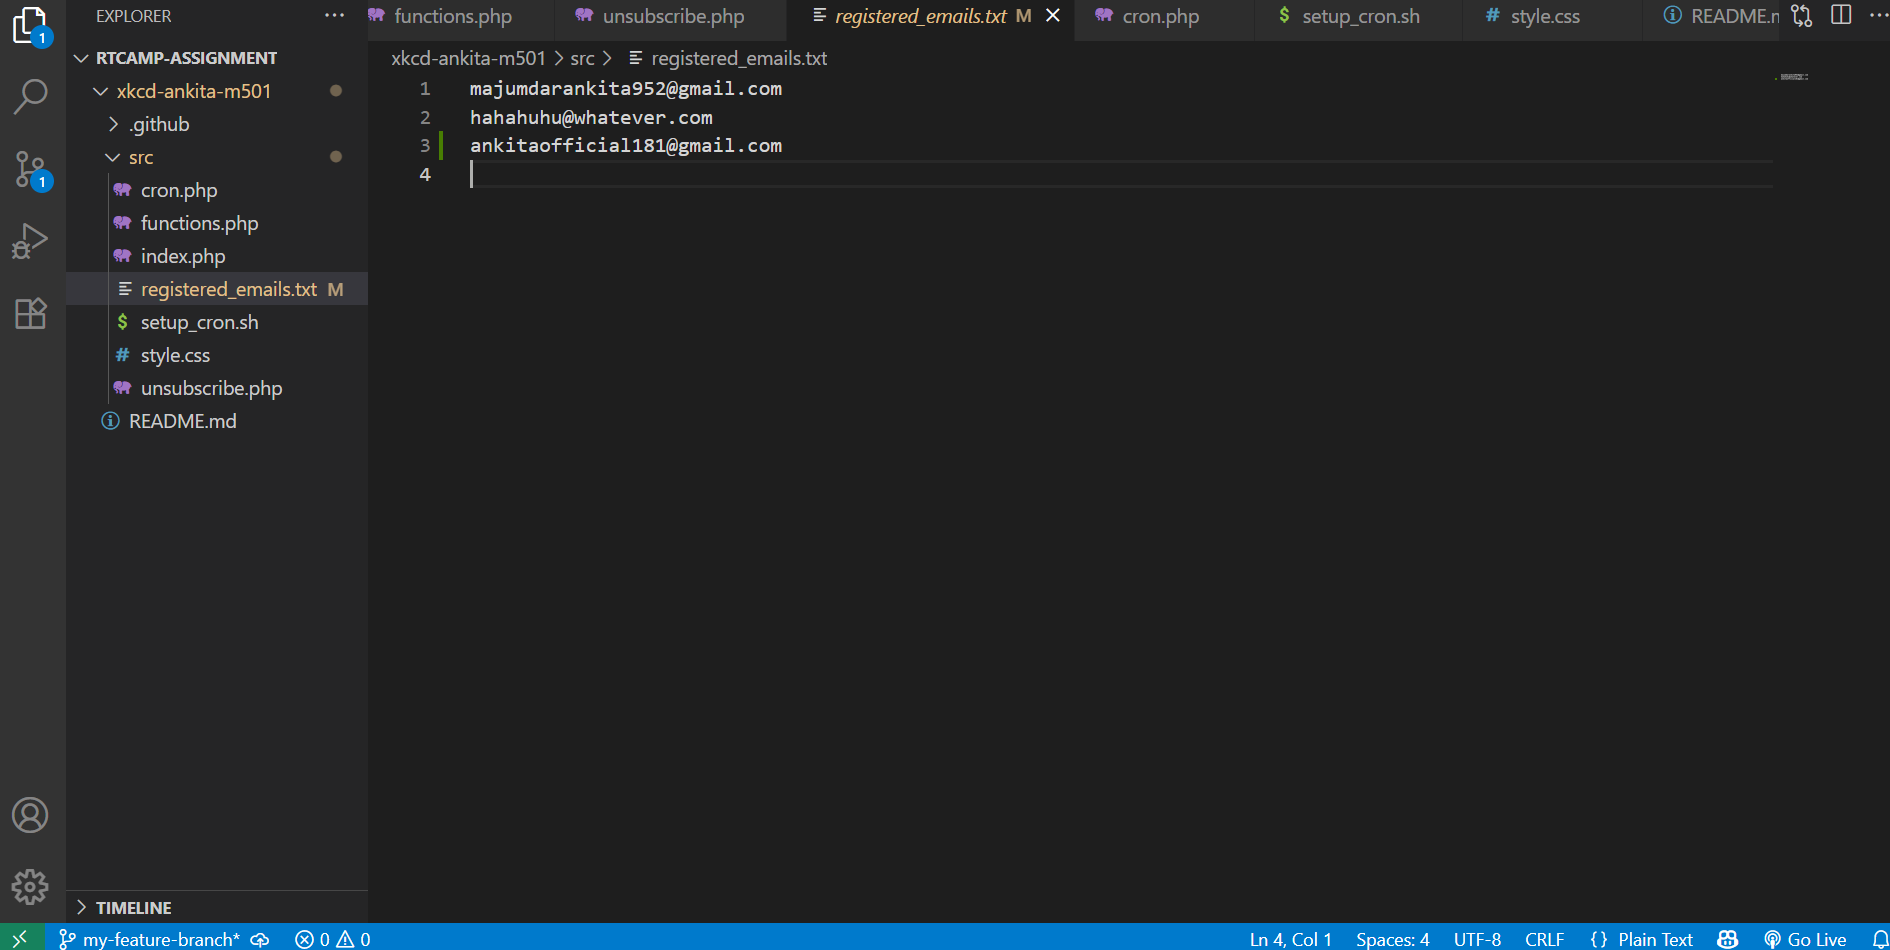 EXPLORER
RTCAMP-ASSIGNMENT
xkcd-ankita-m501
.github
src
cron.php
functions.php
index.php
registered_emails.txt M
setup_cron.sh
style.css
unsubscribe.php
README.md
TIMELINE
functions.php unsubscribe.php registered_emails.txt M cron.php setup_cron.sh style.css README.m
xkcd-ankita-m501 > src > registered_emails.txt
1 majumdarankita952@gmail.com
2 hahahuhu@whatever.com
3 ankitaofficial181@gmail.com
4
1
1
my-feature-branch* 0 0 Ln 4, Col 1 Spaces: 4 UTF-8 CRLF {} Plain Text Go Live